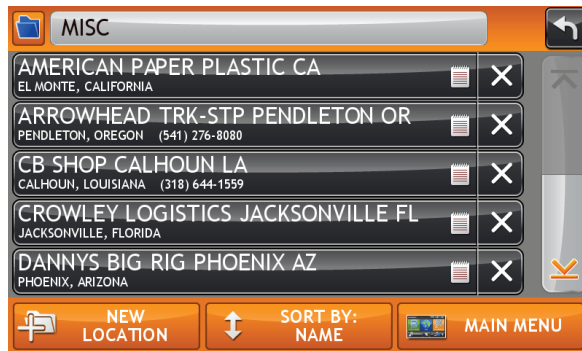 MISC
AMERICAN PAPER PLASTIC CA
EL MONTE, CALIFORNIA
ARROWHEAD TRK-STP PENDLETON OR
PENDLETON, OREGON (541) 276-8080
CB SHOP CALHOUN LA
CALHOUN, LOUISIANA (318) 644-1559
CROWLEY LOGISTICS JACKSONVILLE FL
JACKSONVILLE, FLORIDA
DANNYS BIG RIG PHOENIX AZ
PHOENIX, ARIZONA
NEW
LOCATION
SORT BY:
NAME
MAIN MENU